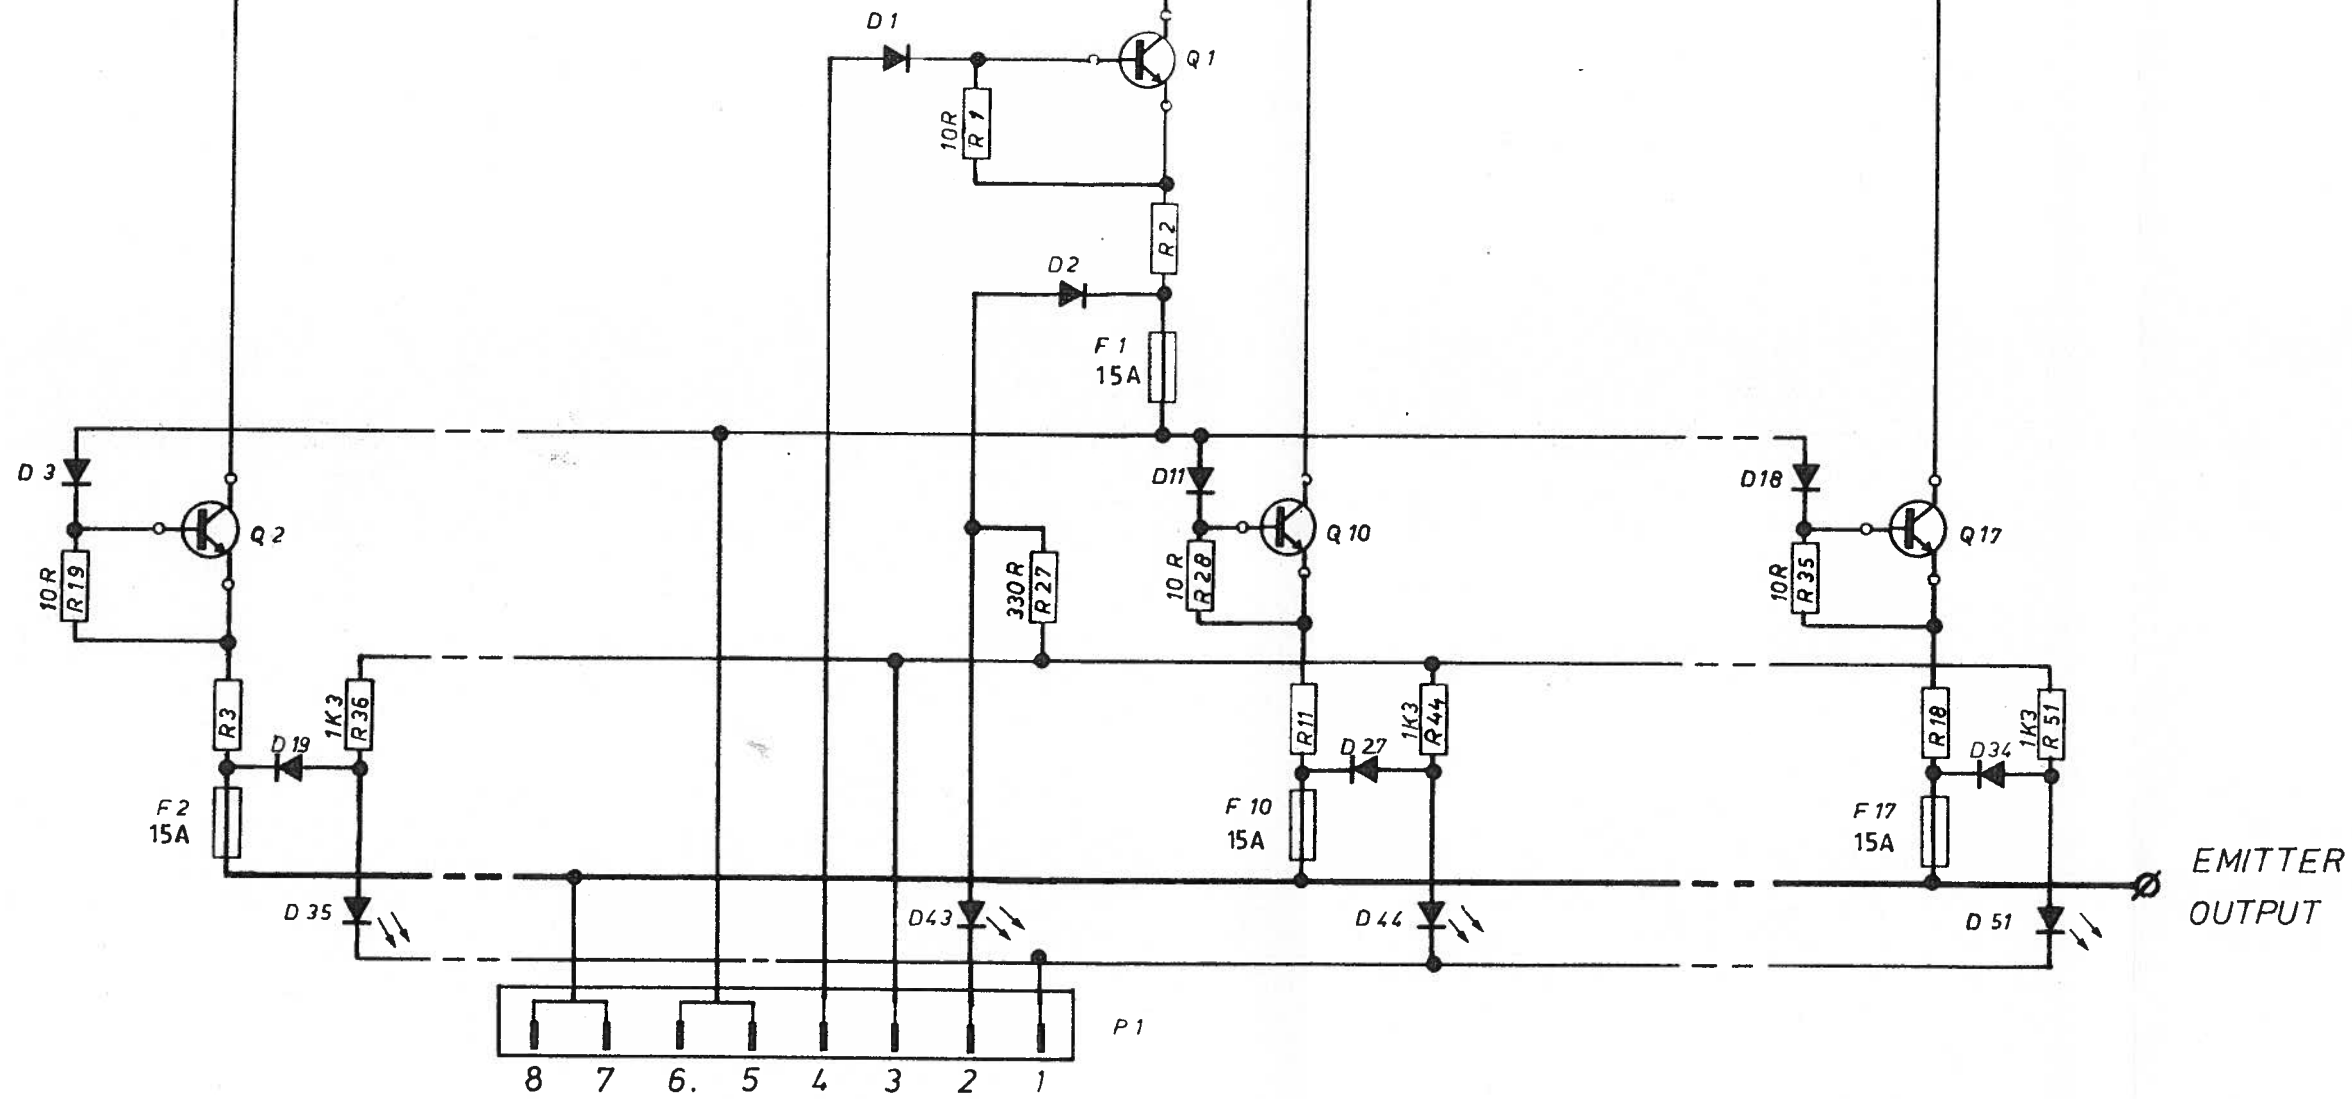 D1
Q1
10R
R1
R2
D2
F1
15A
D3
D11
D18
Q2
Q10
Q17
10R
R19
330R
R27
10R
R28
10R
R35
R3
1K3
R36
D19
R11
1K3
R44
D27
R18
1K3
R51
D34
F2
15A
F10
15A
F17
15A
EMITTER
OUTPUT
D35
D43
D44
D51
P1
8 7 6. 5 4 3 2 1